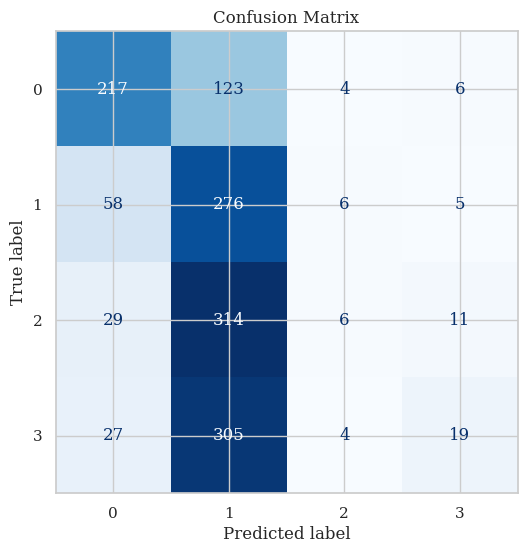 Confusion Matrix
True label
0 217 123 4 6
1 58 276 6 5
2 29 314 6 11
3 27 305 4 19
0 1 2 3
Predicted label